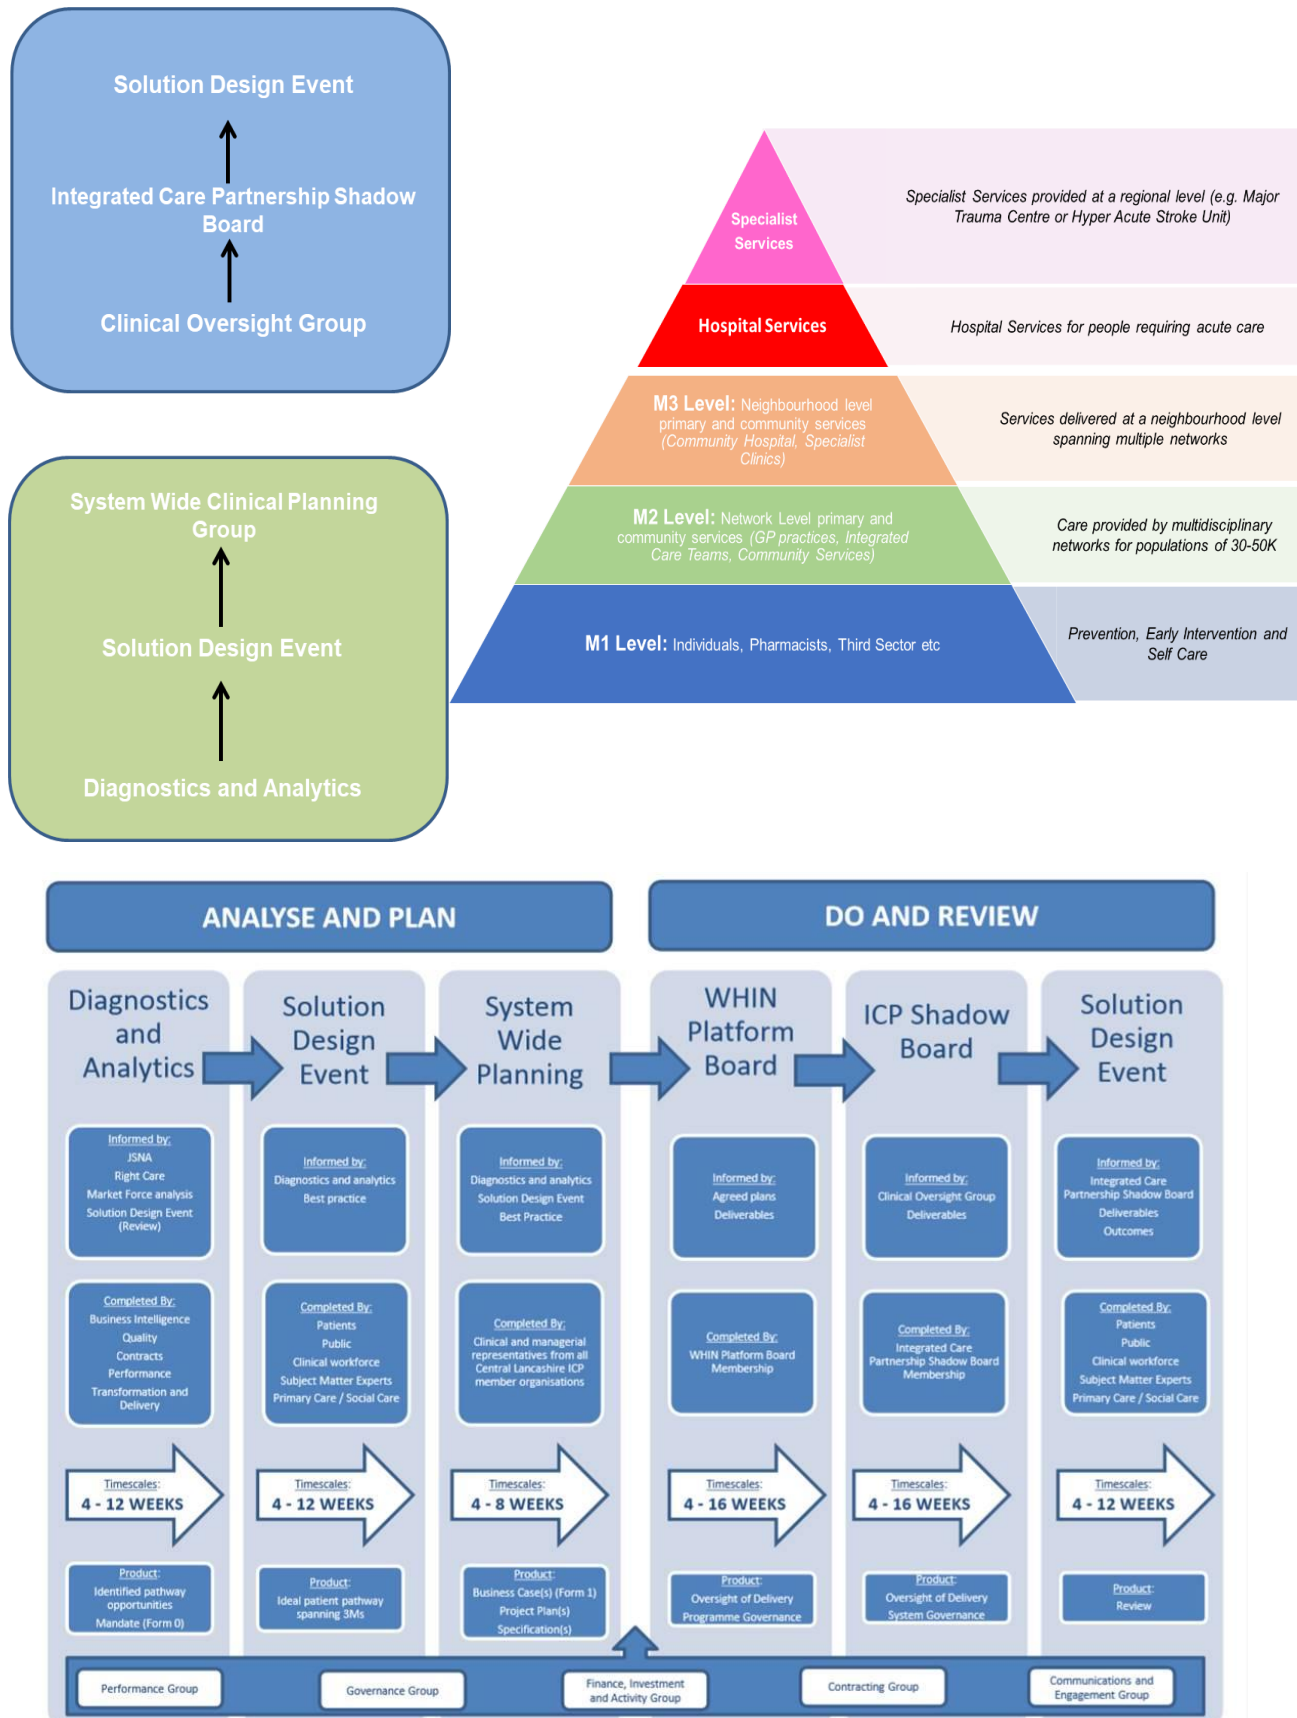 Solution Design Event
Integrated Care Partnership Shadow
Board
Clinical Oversight Group
System Wide Clinical Planning
Group
Solution Design Event
Diagnostics and Analytics
Specialist
Services
Specialist Services provided at a regional level (e.g. Major
Trauma Centre or Hyper Acute Stroke Unit)
Hospital Services
Hospital Services for people requiring acute care
M3 Level: Neighbourhood level
primary and community services
(Community Hospital, Specialist
Clinics)
Services delivered at a neighbourhood level
spanning multiple networks
M2 Level: Network Level primary and
community services (GP practices, Integrated
Care Teams, Community Services)
Care provided by multidisciplinary
networks for populations of 30-50K
M1 Level: Individuals, Pharmacists, Third Sector etc
Prevention, Early Intervention and
Self Care
ANALYSE AND PLAN
DO AND REVIEW
Diagnostics
and
Analytics
Informed by:
JSNA
Right Care
Market Force analysis
Solution Design Event
(Review)
Completed By:
Business Intelligence
Quality
Contracts
Performance
Transformation and
Delivery
Timescales:
4 - 12 WEEKS
Product:
Identified pathway
opportunities
Mandate (Form 0)
Solution
Design
Event
Informed by:
Diagnostics and analytics
Best practice
Completed By:
Patients
Public
Clinical workforce
Subject Matter Experts
Primary Care / Social Care
Timescales:
4 - 12 WEEKS
Product:
Ideal patient pathway
spanning 3Ms
System
Wide
Planning
Informed by:
Diagnostics and analytics
Solution Design Event
Best Practice
Completed By:
Clinical and managerial
representatives from all
Central Lancashire ICP
member organisations
Timescales:
4 - 8 WEEKS
Product:
Business Case(s) (Form 1)
Project Plan(s)
Specification(s)
WHIN
Platform
Board
Informed by:
Agreed plans
Deliverables
Completed By:
WHIN Platform Board
Membership
Timescales:
4 - 16 WEEKS
Product:
Oversight of Delivery
Programme Governance
ICP Shadow
Board
Informed by:
Clinical Oversight Group
Deliverables
Completed By:
Integrated Care
Partnership Shadow Board
Membership
Timescales:
4 - 16 WEEKS
Product:
Oversight of Delivery
System Governance
Solution
Design
Event
Informed by:
Integrated Care
Partnership Shadow Board
Deliverables
Outcomes
Completed By:
Patients
Public
Clinical workforce
Subject Matter Experts
Primary Care / Social Care
Timescales:
4 - 12 WEEKS
Product:
Review
Performance Group
Governance Group
Finance, Investment
and Activity Group
Contracting Group
Communications and
Engagement Group